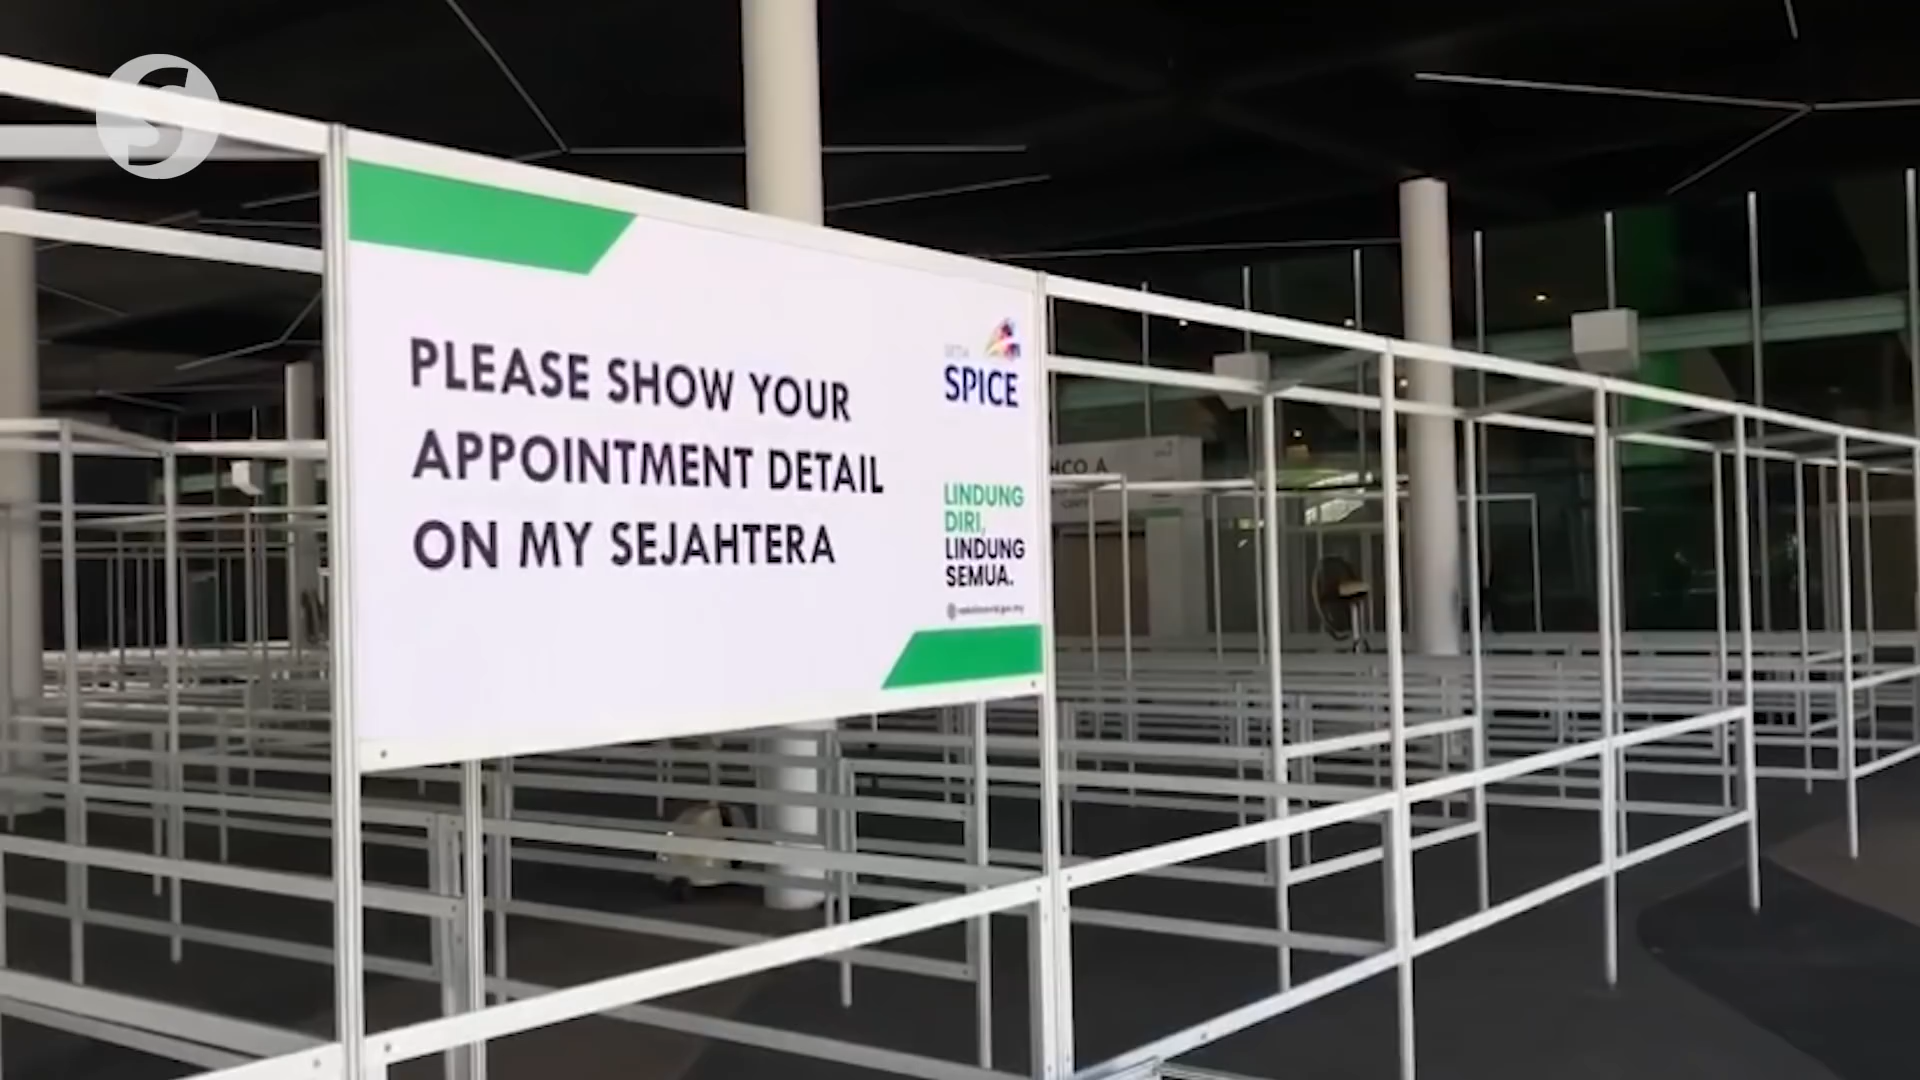 PLEASE SHOW YOUR
APPOINTMENT DETAIL
ON MY SEJAHTERA
SPICE
LINDUNG
DIRI,
LINDUNG
SEMUA.